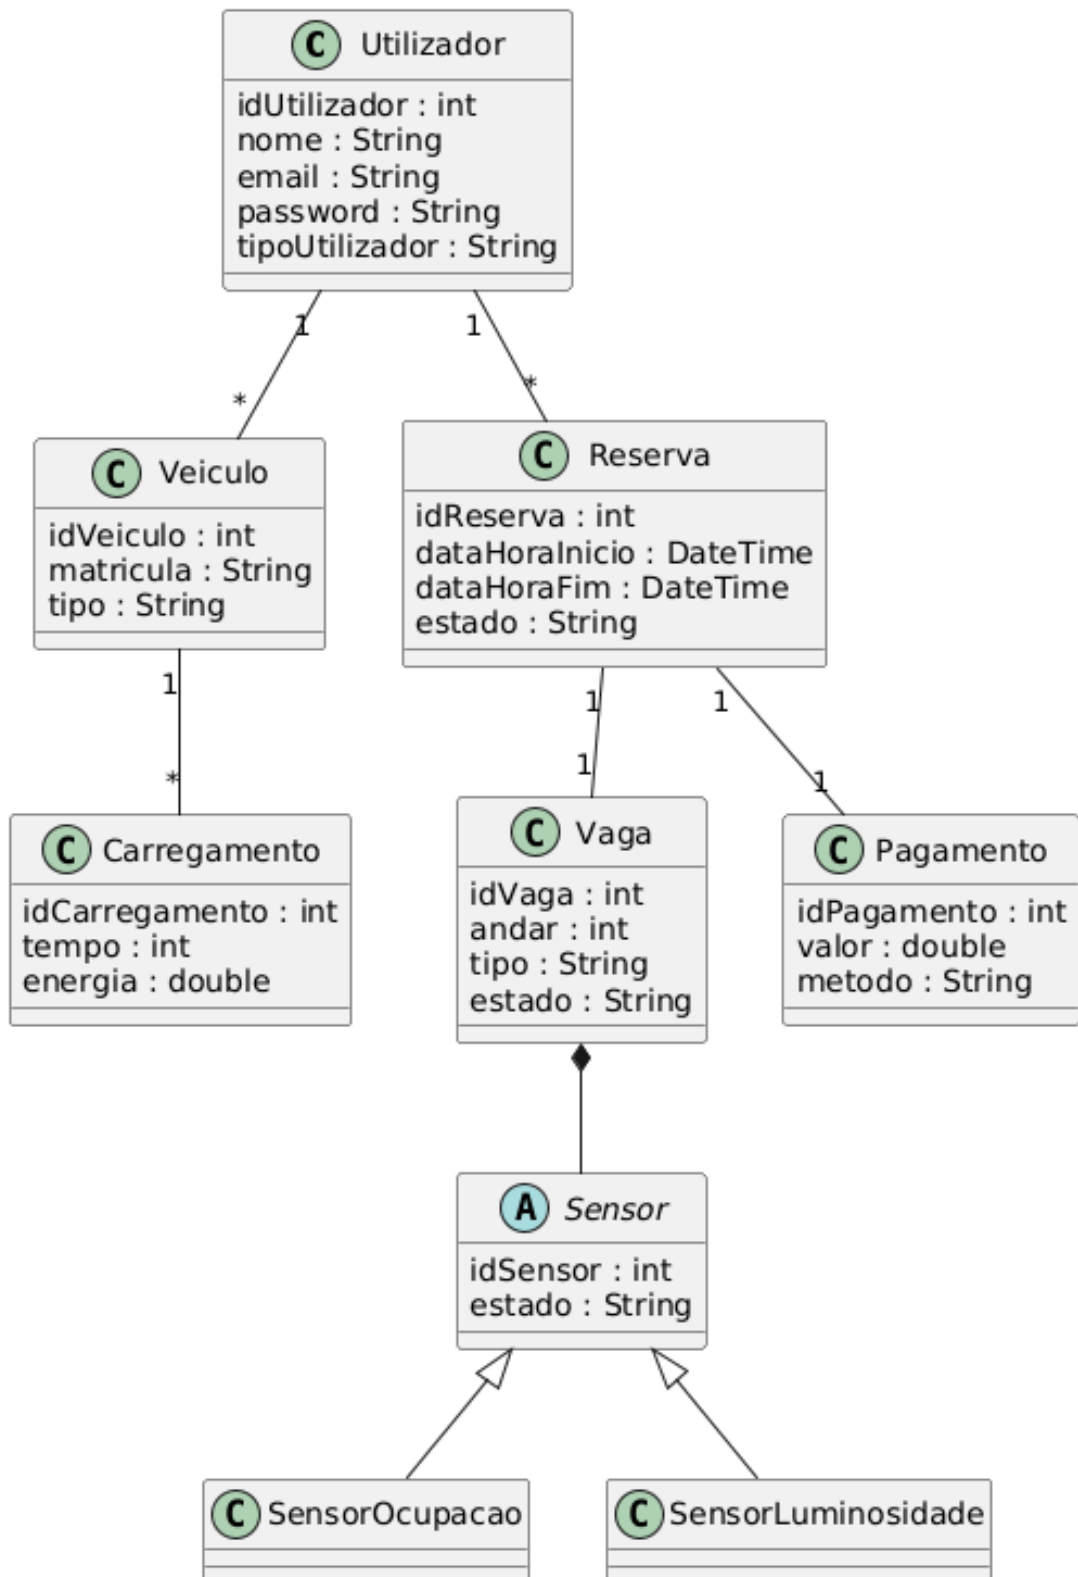 C Utilizador
idUtilizador : int
nome : String
email : String
password : String
tipoUtilizador : String
1 1
* *
C Veiculo
idVeiculo : int
matricula : String
tipo : String
C Reserva
idReserva : int
dataHoraInicio : DateTime
dataHoraFim : DateTime
estado : String
1 1 1
* 1 1
C Carregamento
idCarregamento : int
tempo : int
energia : double
C Vaga
idVaga : int
andar : int
tipo : String
estado : String
C Pagamento
idPagamento : int
valor : double
metodo : String
A Sensor
idSensor : int
estado : String
C SensorOcupacao
C SensorLuminosidade